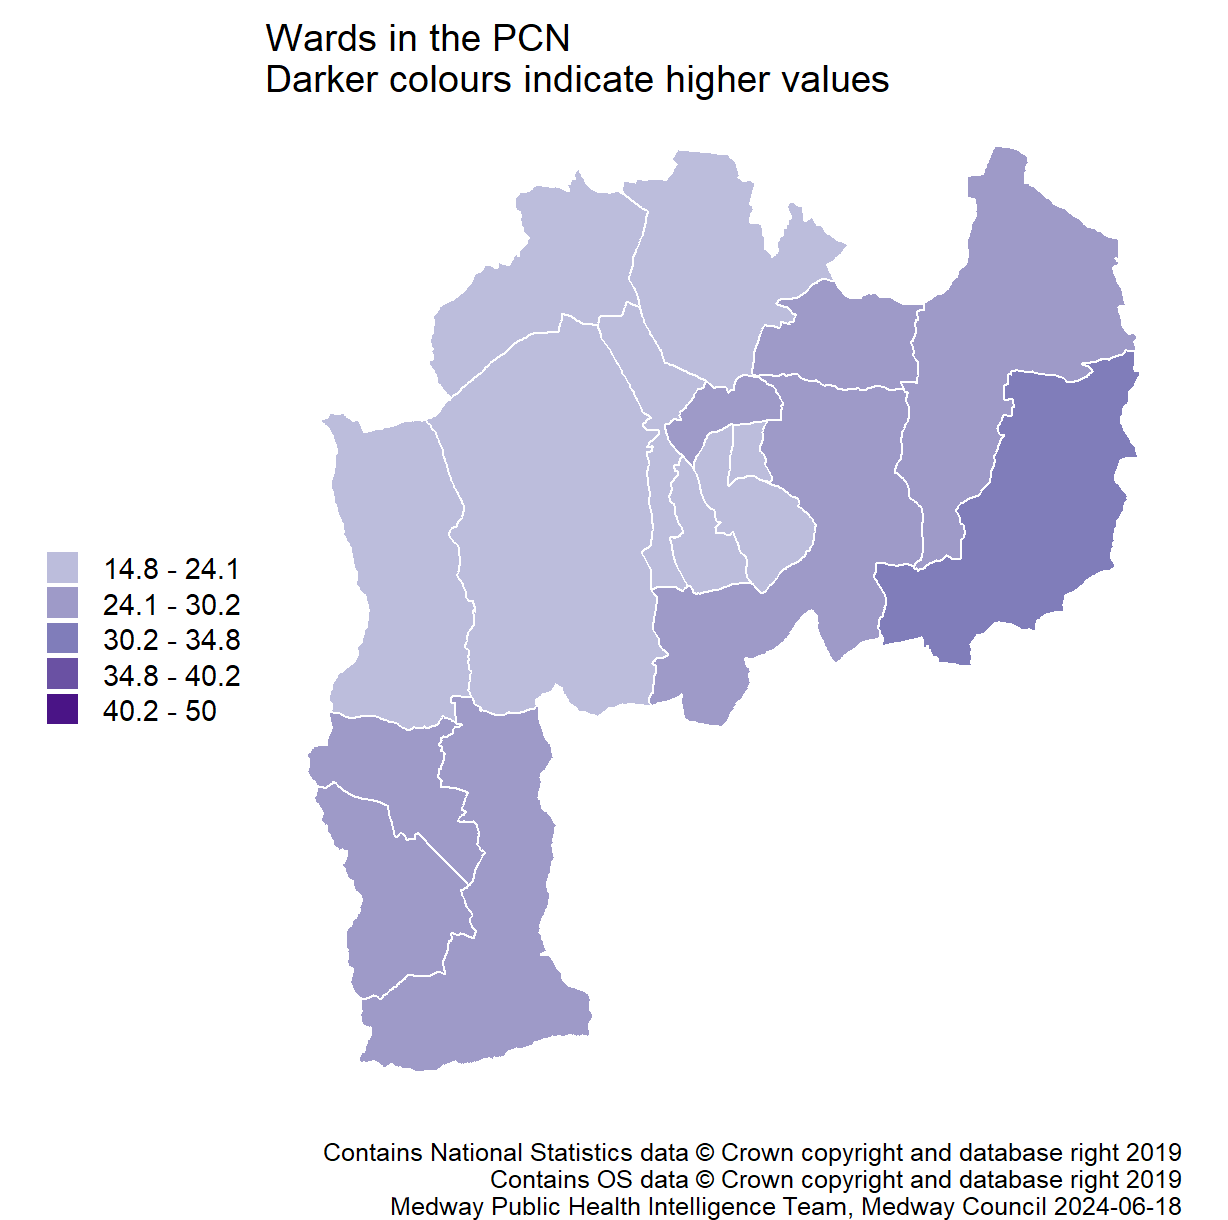 Wards in the PCN
Darker colours indicate higher values
14.8 - 24.1
24.1 - 30.2
30.2 - 34.8
34.8 - 40.2
40.2 - 50
Contains National Statistics data © Crown copyright and database right 2019
Contains OS data © Crown copyright and database right 2019
Medway Public Health Intelligence Team, Medway Council 2024-06-18